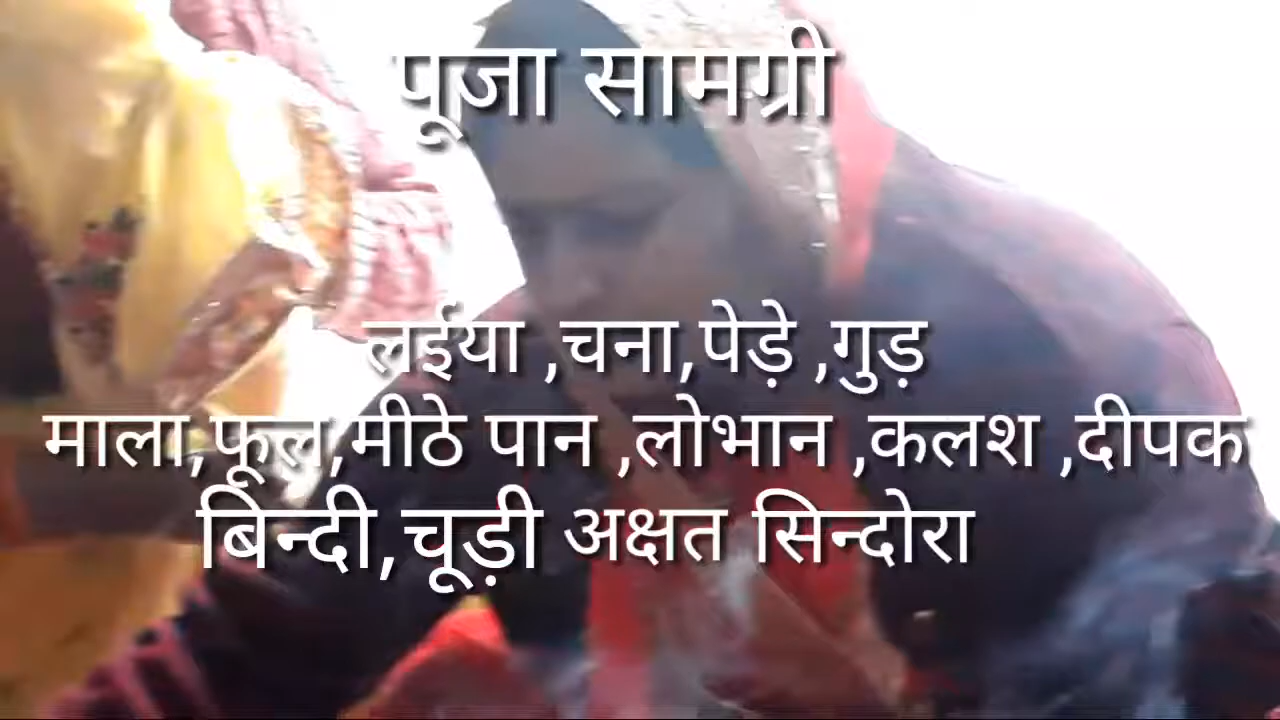 पूजा सामग्री
लईया ,चना,पेड़े ,गुड़
माला,फूल,मीठे पान ,लोभान ,कलश ,दीपक
बिन्दी,चूड़ी अक्षत सिन्दोरा